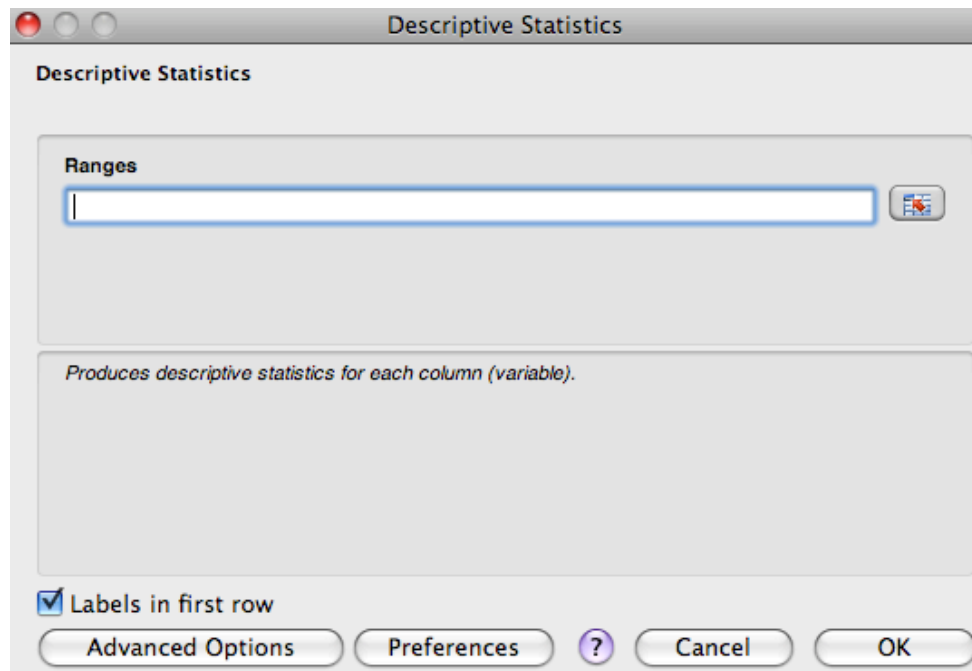 Descriptive Statistics
Descriptive Statistics
Ranges
Produces descriptive statistics for each column (variable).
Labels in first row
Advanced Options Preferences ? Cancel OK